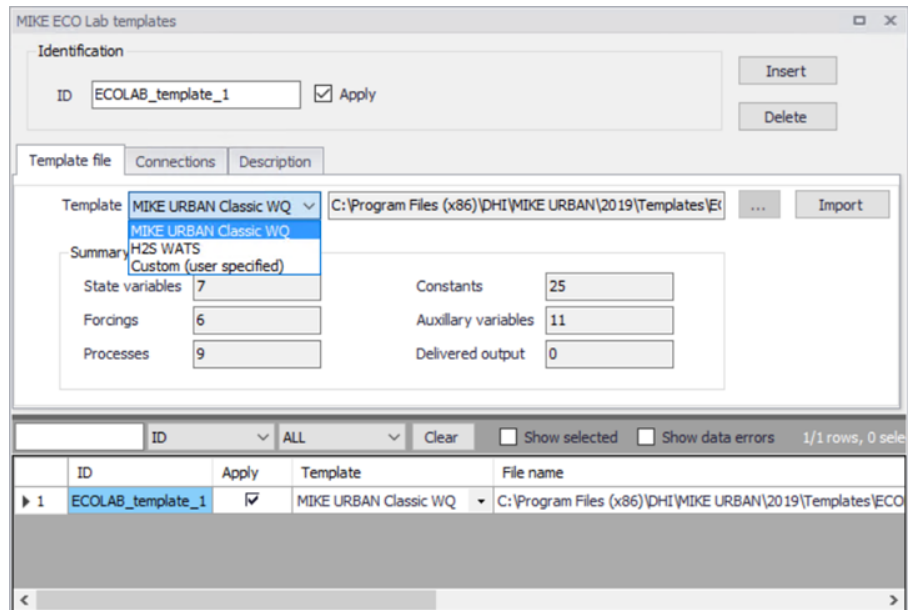 MIKE ECO Lab templates
Identification
ID ECOLAB_template_1 Apply
Insert
Delete
Template file Connections Description
Template MIKE URBAN Classic WQ C:\Program Files (x86)\DHI\MIKE URBAN\2019\Templates\E ... Import
MIKE URBAN Classic WQ
H2S WATS
Custom (user specified)
Summary
State variables 7 Constants 25
Forcings 6 Auxillary variables 11
Processes 9 Delivered output 0
ID ALL Clear Show selected Show data errors 1/1 rows, 0 sele
ID Apply Template File name
1 ECOLAB_template_1 MIKE URBAN Classic WQ C:\Program Files (x86)\DHI\MIKE URBAN\2019\Templates\ECO